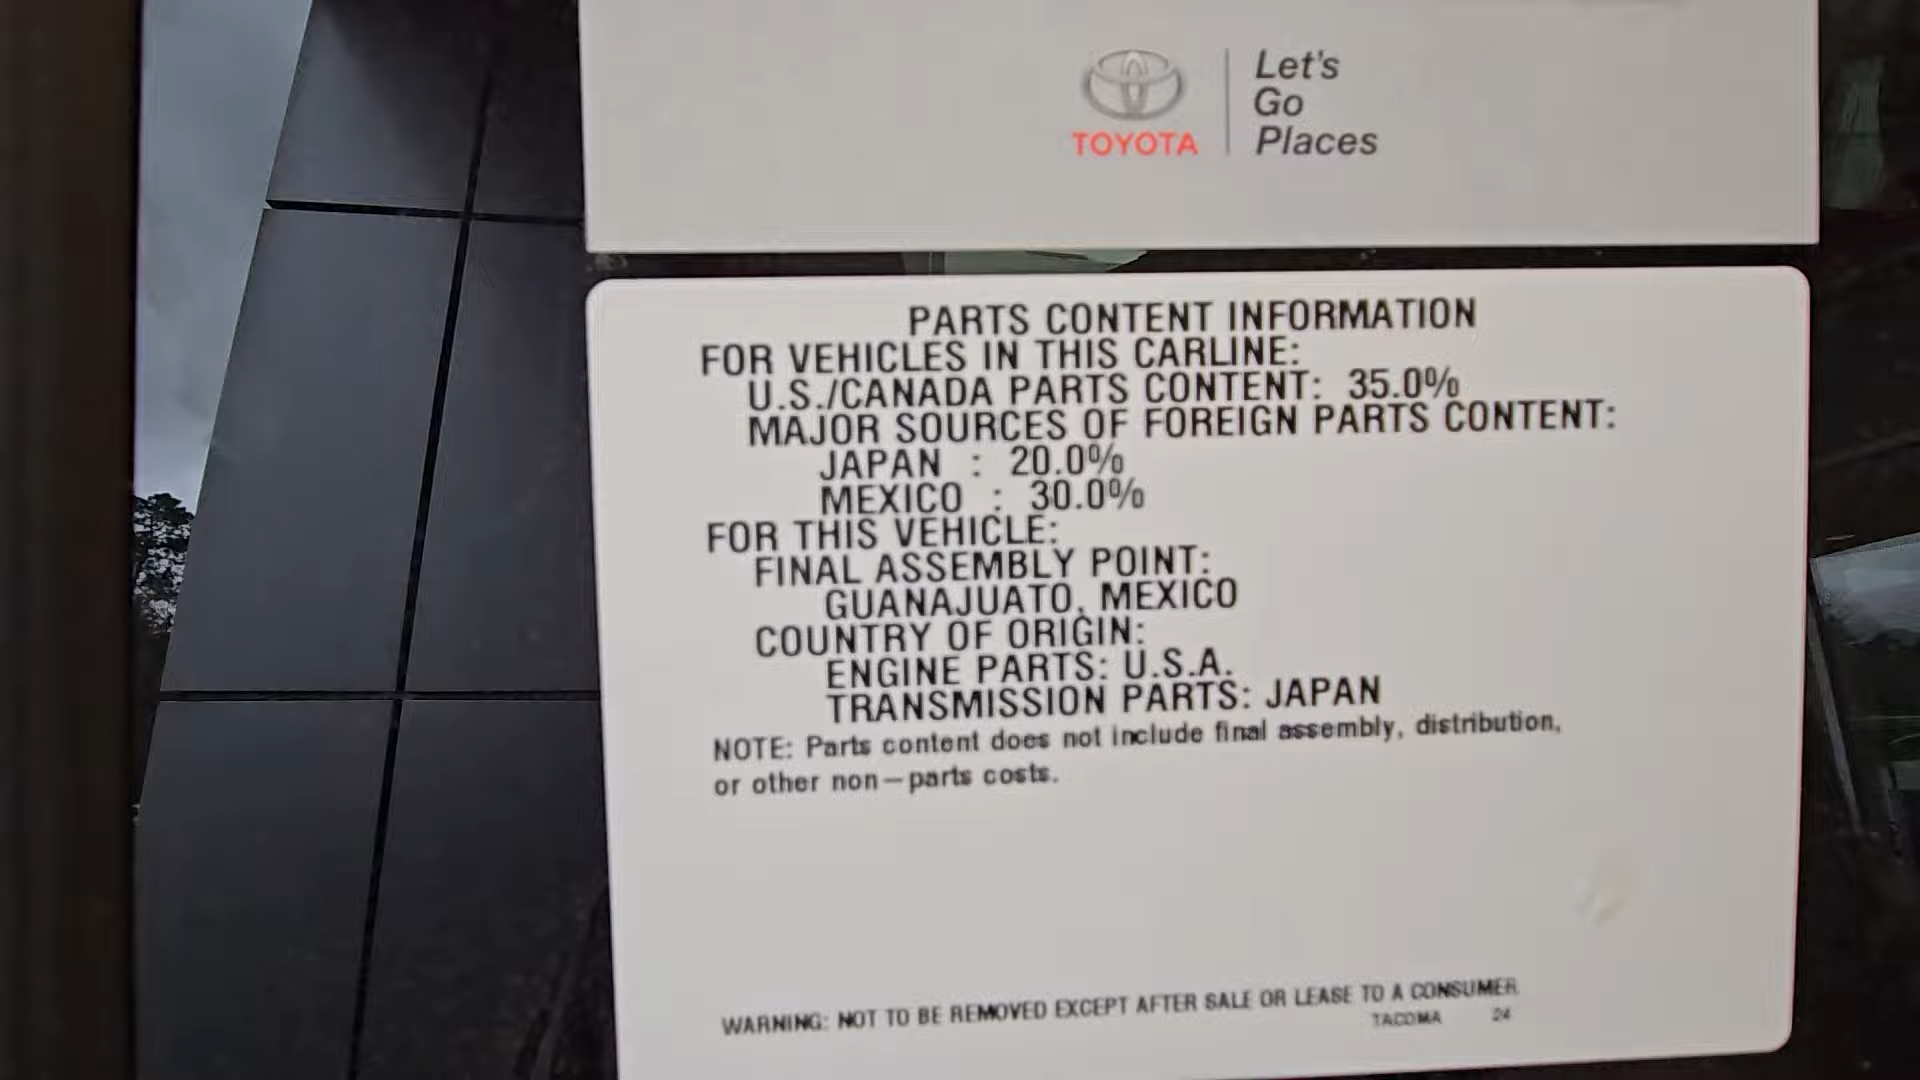 TOYOTA
Let's
Go
Places
PARTS CONTENT INFORMATION
FOR VEHICLES IN THIS CARLINE:
U.S./CANADA PARTS CONTENT: 35.0%
MAJOR SOURCES OF FOREIGN PARTS CONTENT:
JAPAN : 20.0%
MEXICO : 30.0%
FOR THIS VEHICLE:
FINAL ASSEMBLY POINT:
GUANAJUATO, MEXICO
COUNTRY OF ORIGIN:
ENGINE PARTS: U.S.A.
TRANSMISSION PARTS: JAPAN
NOTE: Parts content does not include final assembly, distribution,
or other non-parts costs.
WARNING: NOT TO BE REMOVED EXCEPT AFTER SALE OR LEASE TO A CONSUMER
TACOMA 24